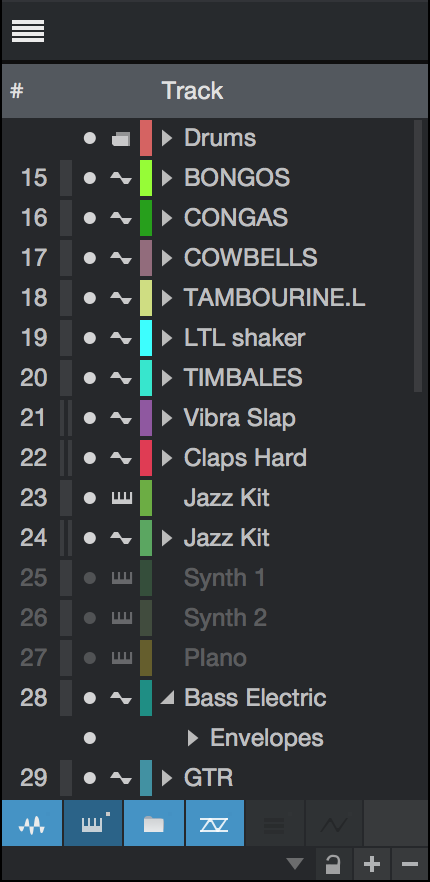 # Track
Drums
15 BONGOS
16 CONGAS
17 COWBELLS
18 TAMBOURINE.L
19 LTL shaker
20 TIMBALES
21 Vibra Slap
22 Claps Hard
23 Jazz Kit
24 Jazz Kit
25 Synth 1
26 Synth 2
27 PIano
28 Bass Electric
Envelopes
29 GTR